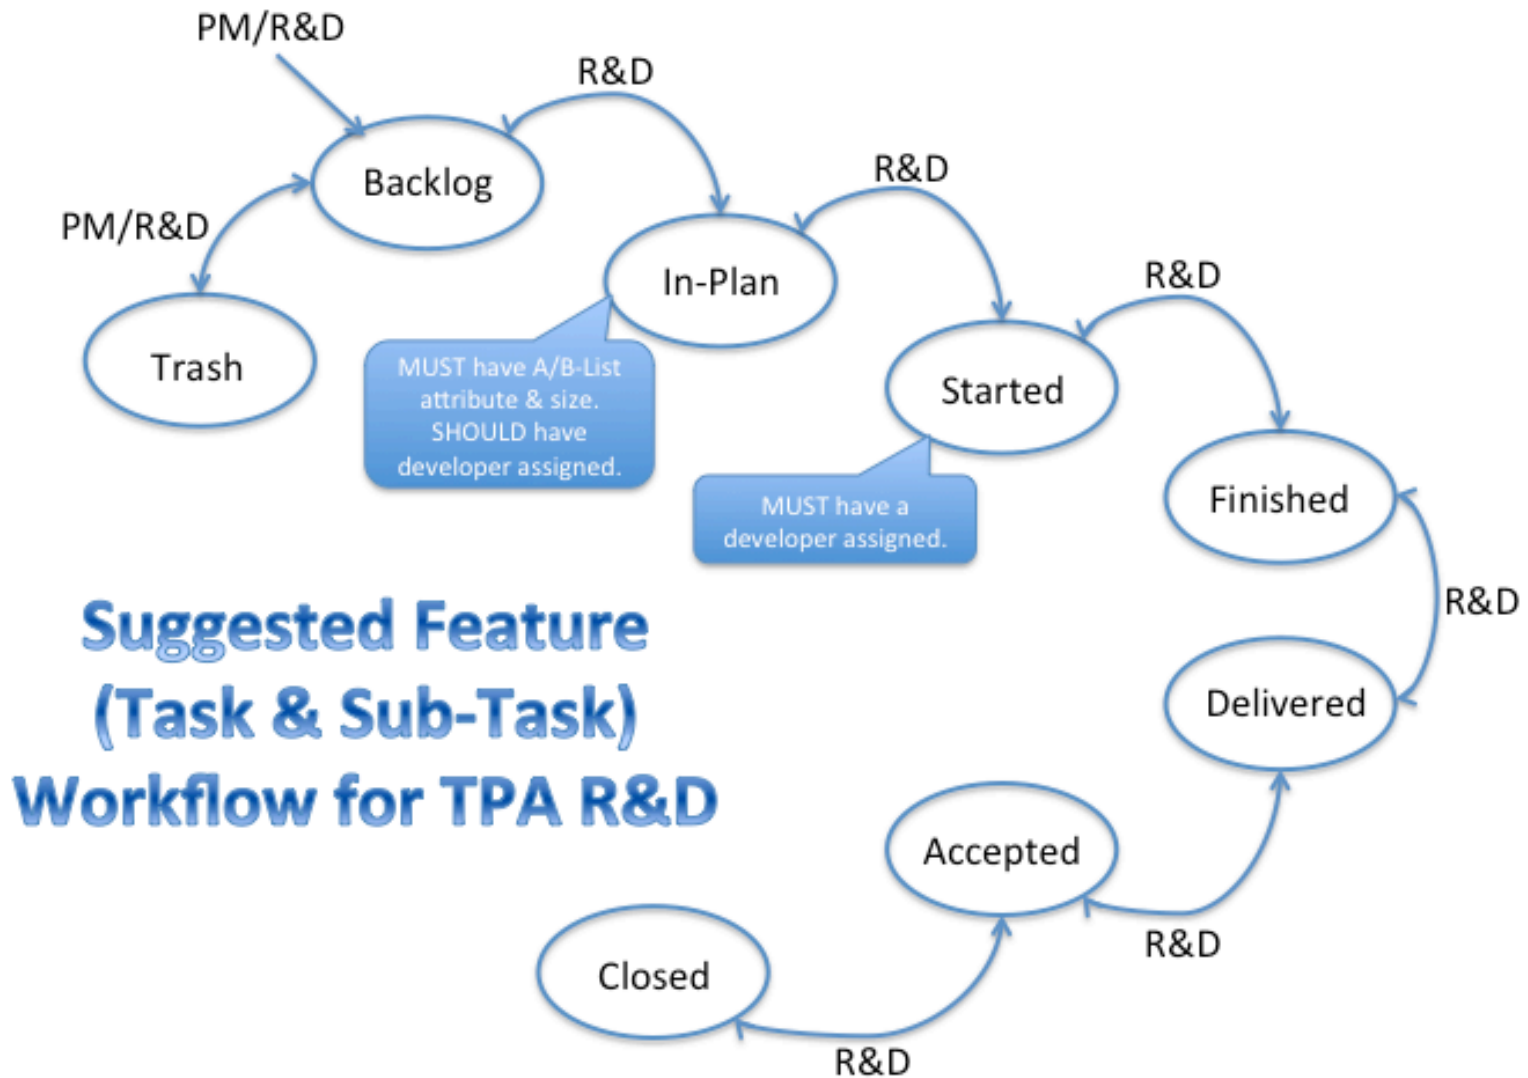 PM/R&D
R&D
Backlog
R&D
PM/R&D
In-Plan
R&D
Trash
MUST have A/B-List
attribute & size.
SHOULD have
developer assigned.
Started
MUST have a
developer assigned.
Finished
R&D
Suggested Feature
(Task & Sub-Task)
Workflow for TPA R&D
Delivered
Accepted
R&D
Closed
R&D